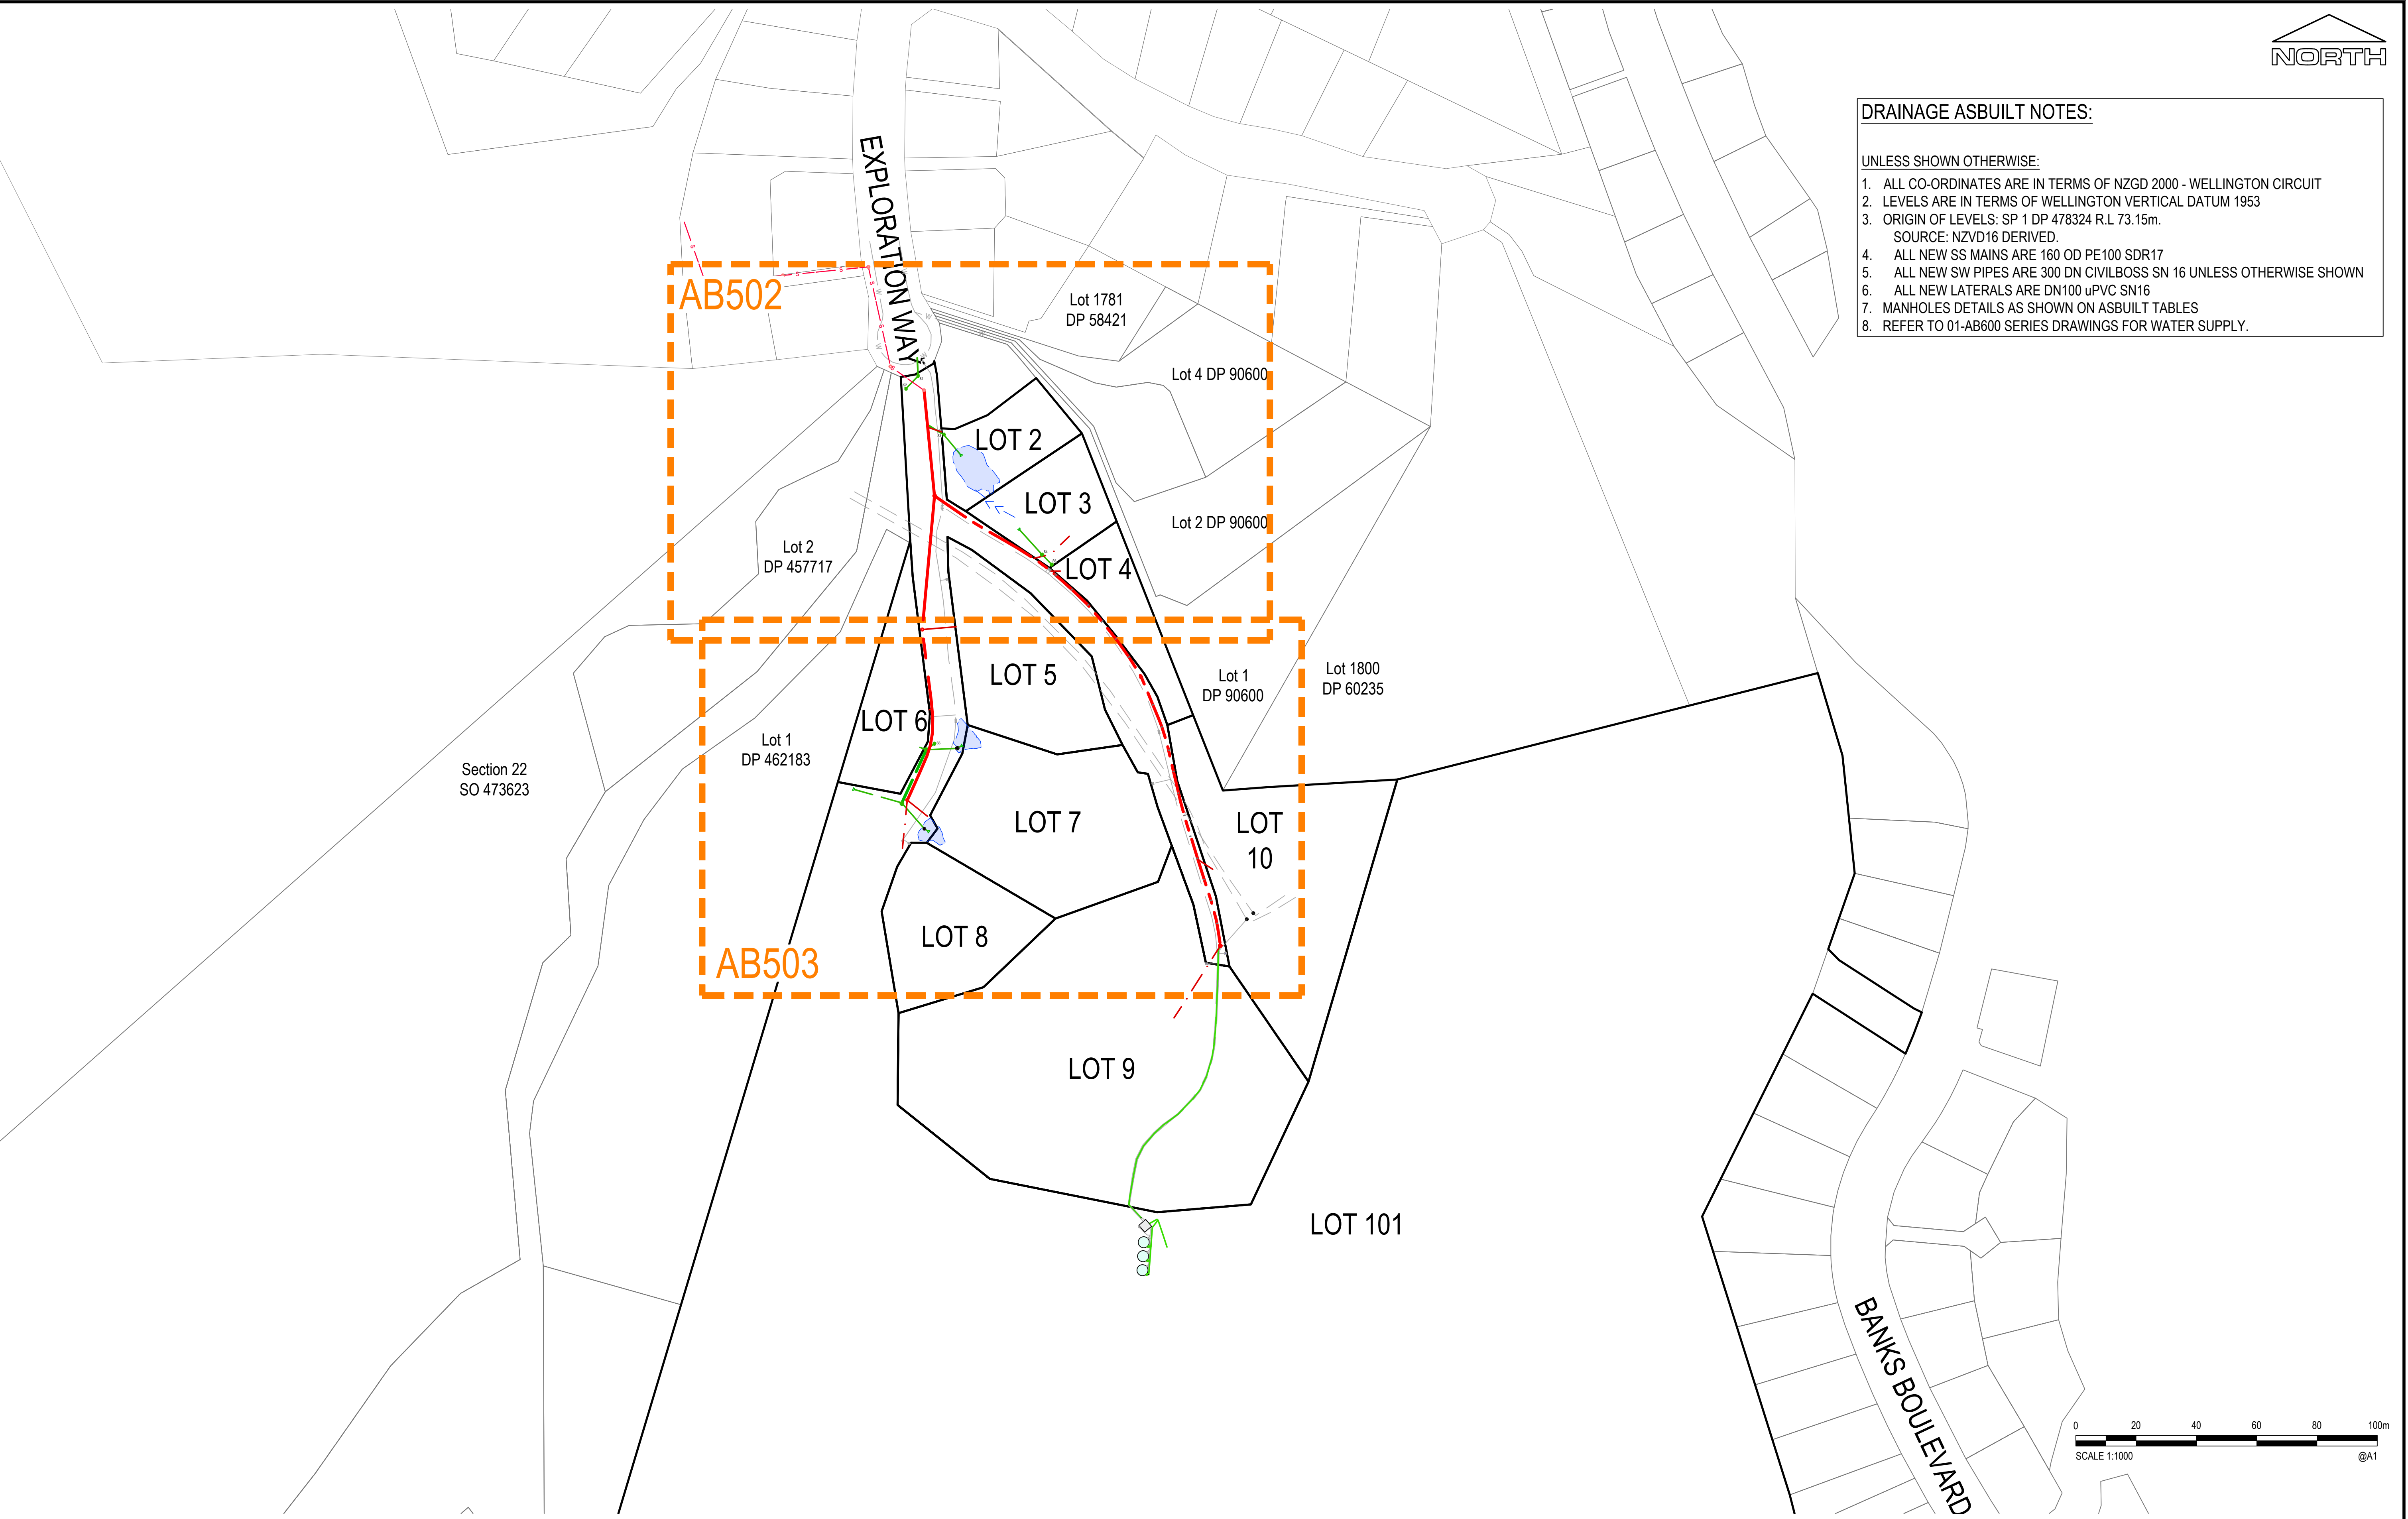 NORTH
DRAINAGE ASBUILT NOTES:
UNLESS SHOWN OTHERWISE:
1. ALL CO-ORDINATES ARE IN TERMS OF NZGD 2000 - WELLINGTON CIRCUIT
2. LEVELS ARE IN TERMS OF WELLINGTON VERTICAL DATUM 1953
3. ORIGIN OF LEVELS: SP 1 DP 478324 R.L 73.15m.
SOURCE: NZVD16 DERIVED.
4. ALL NEW SS MAINS ARE 160 OD PE100 SDR17
5. ALL NEW SW PIPES ARE 300 DN CIVILBOSS SN 16 UNLESS OTHERWISE SHOWN
6. ALL NEW LATERALS ARE DN100 uPVC SN16
7. MANHOLES DETAILS AS SHOWN ON ASBUILT TABLES
8. REFER TO 01-AB600 SERIES DRAWINGS FOR WATER SUPPLY.
EXPLORATION WAY
AB502
Lot 1781
DP 58421
Lot 4 DP 90600
LOT 2
LOT 3
Lot 2 DP 90600
Lot 2
DP 457717
LOT 4
LOT 5
Lot 1
DP 90600
Lot 1800
DP 60235
LOT 6
Lot 1
DP 462183
Section 22
SO 473623
LOT 7
LOT
10
LOT 8
AB503
LOT 9
LOT 101
BANKS BOULEVARD
0 20 40 60 80 100m
SCALE 1:1000 @A1